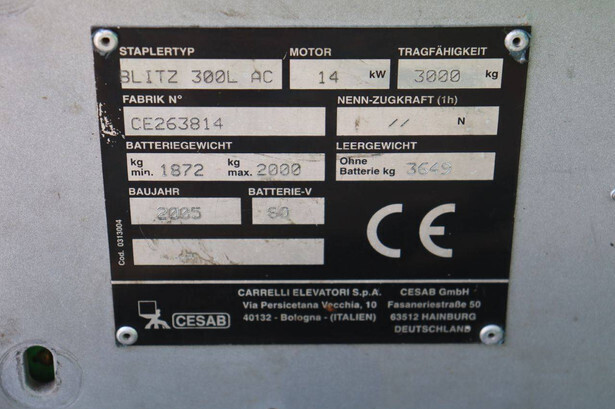 STAPLERTYP MOTOR TRAGFÄHIGKEIT
BLITZ 300L AC 14 kW 3000 kg
FABRIK Nº NENN-ZUGKRAFT (1h)
CE263814 // N
BATTERIEGEWICHT LEERGEWICHT
kg min. 1872 kg max. 2000 Ohne Batterie kg 3649
BAUJAHR BATTERIE-V
2005 80
CE
Cod. 0313004
CESAB
CARRELLI ELEVATORI S.p.A. CESAB GmbH
Via Persicetana Vecchia, 10 Fasaneriestraße 50
40132 - Bologna - (ITALIEN) 63512 HAINBURG
DEUTSCHLAND